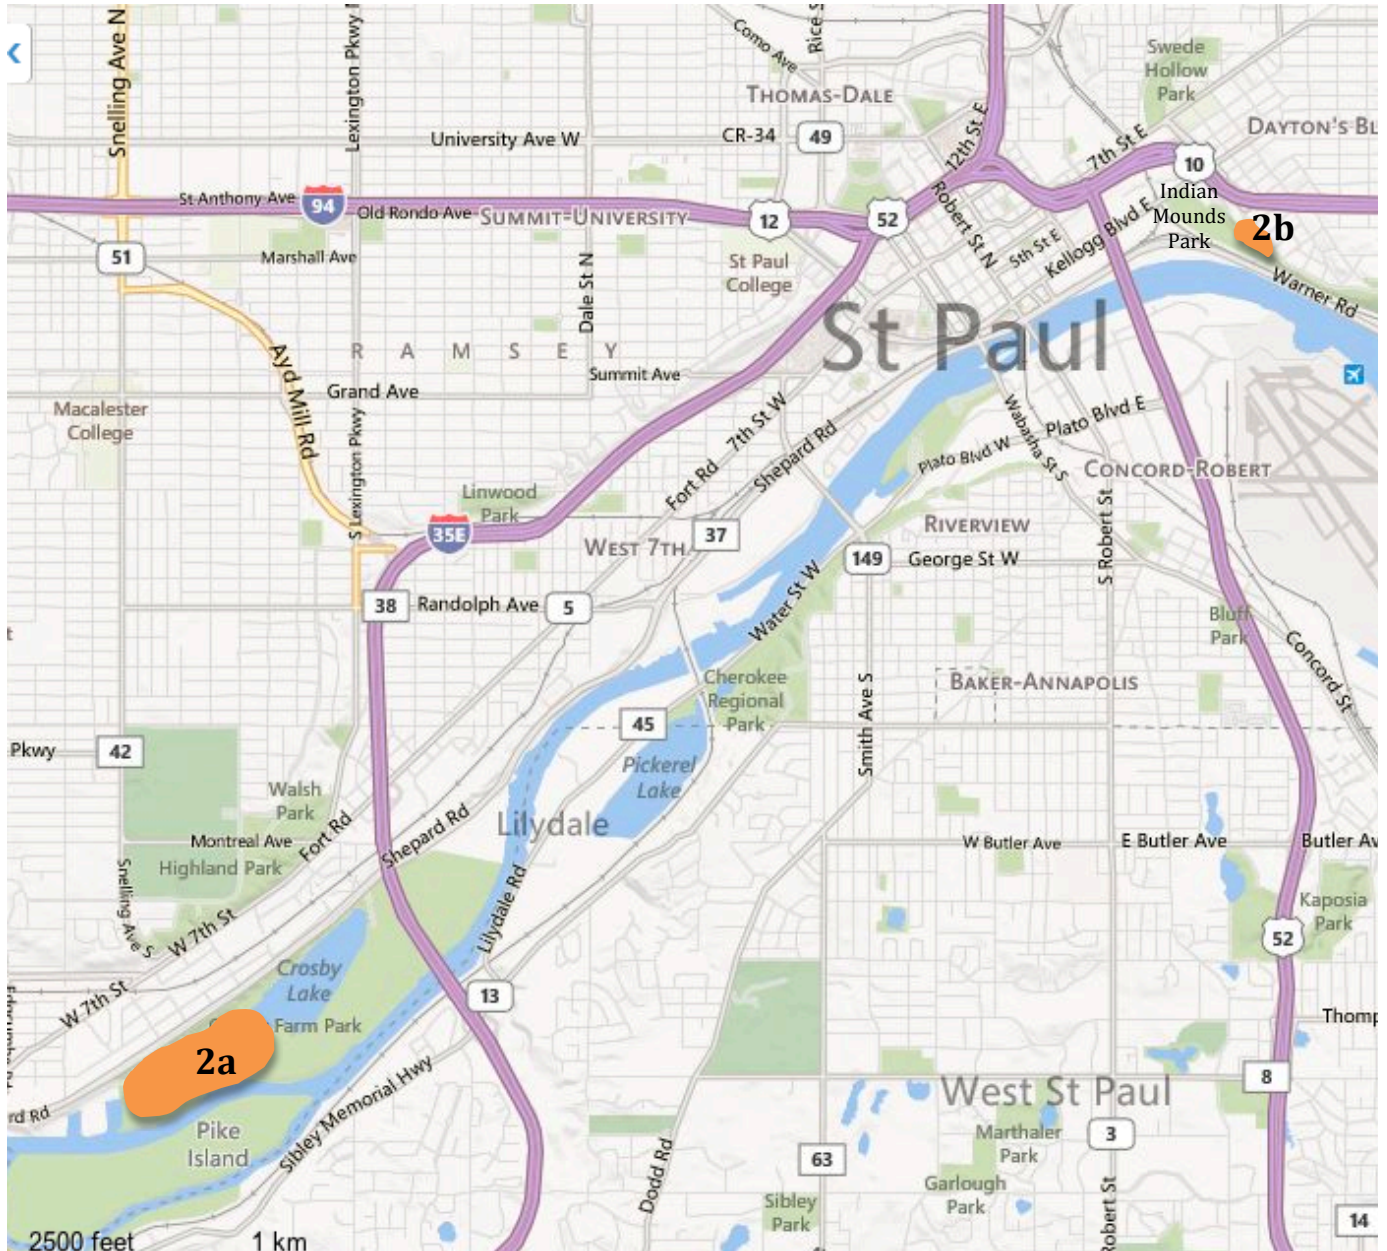 Snelling Ave N
Lexington Pkwy
Como Ave
Rice S
Swede
Hollow
Park
THOMAS-DALE
University Ave W
CR-34
49
12th St E
7th St E
DAYTON'S BL
10
St Anthony Ave
94
Old Rondo Ave
SUMMIT-UNIVERSITY
12
52
Robert St N
Indian
Mounds
Park
2b
51
Marshall Ave
Dale St N
St Paul
College
5th St E
Kellogg Blvd E
Warner Rd
St Paul
RAMSEY
Ayd Mill Rd
Summit Ave
Grand Ave
Macalester
College
S Lexington Pkwy
7th St W
Fort Rd
Shepard Rd
Wabasha St S
Plato Blvd E
Plato Blvd W
CONCORD-ROBERT
Linwood
Park
35E
WEST 7TH
37
RIVERVIEW
149
George St W
S Robert St
38
Randolph Ave
5
Water St W
Bluff
Park
Concord St
Cherokee
Regional
Park
BAKER-ANNAPOLIS
Smith Ave S
45
Pkwy
42
Pickerel
Lake
Walsh
Park
Lilydale
Montreal Ave
Fort Rd
Shepard Rd
W Butler Ave
E Butler Ave
Butler Av
Highland Park
Snelling Ave S
W 7th St
Lilydale Rd
Kaposia
Park
52
Crosby
Lake
13
W 7th St
Farm Park
Thomp
2a
rd Rd
Sibley Memorial Hwy
8
West St Paul
Pike
Island
Marthaler
Park
3
63
Dodd Rd
Garlough
Park
Sibley
Park
Robert St
14
2500 feet
1 km